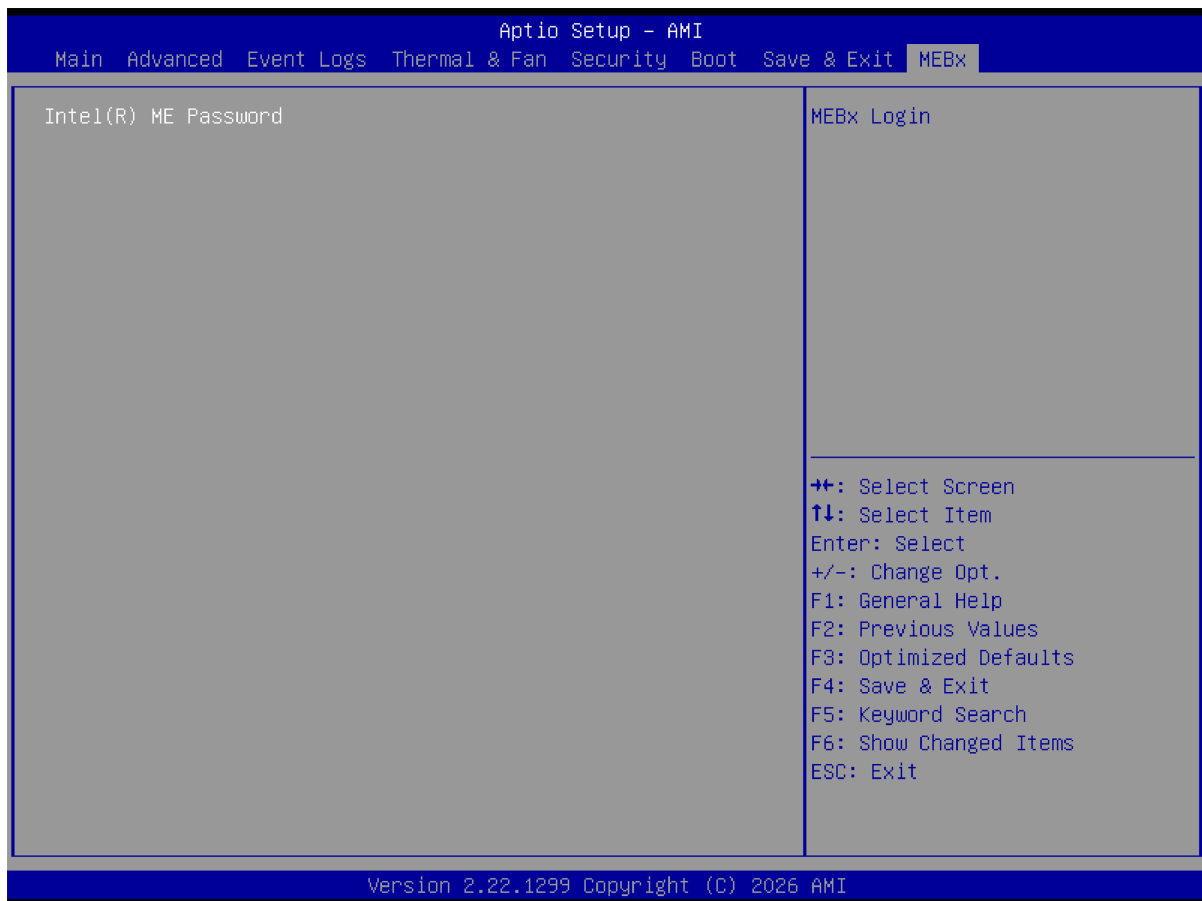 Aptio Setup – AMI
Main Advanced Event Logs Thermal & Fan Security Boot Save & Exit MEBx
Intel(R) ME Password
MEBx Login
→←: Select Screen
↑↓: Select Item
Enter: Select
+/-: Change Opt.
F1: General Help
F2: Previous Values
F3: Optimized Defaults
F4: Save & Exit
F5: Keyword Search
F6: Show Changed Items
ESC: Exit
Version 2.22.1299 Copyright (C) 2026 AMI